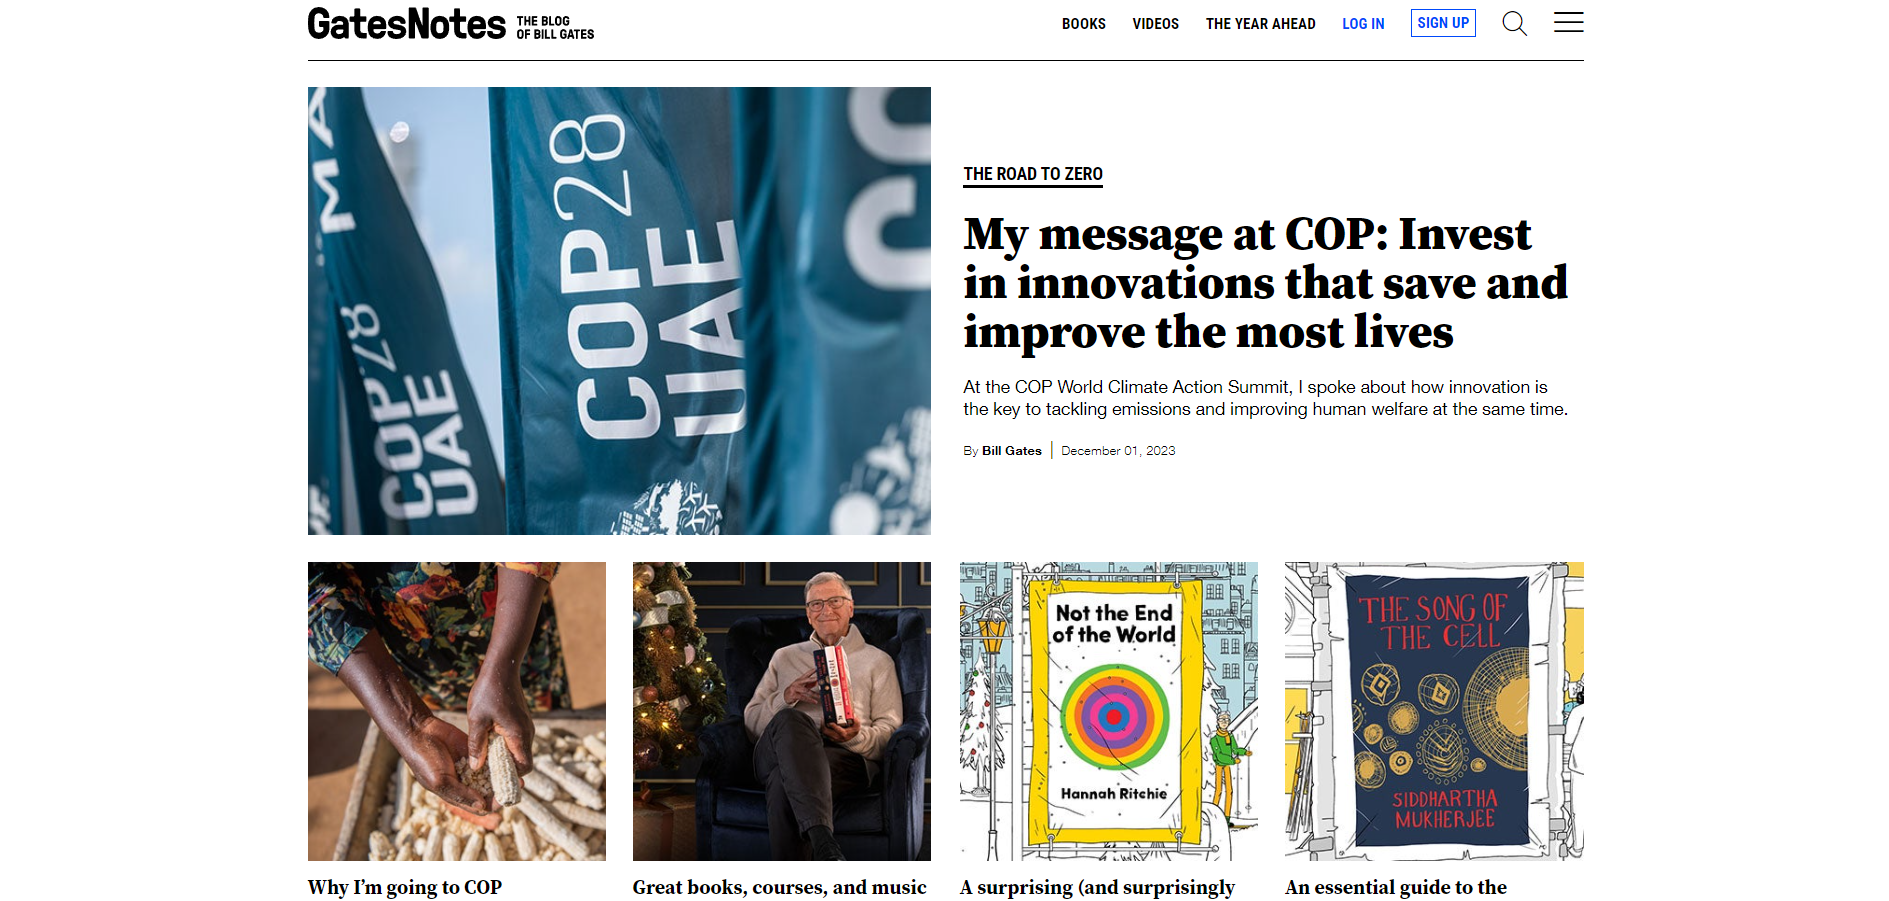 GatesNotes
THE BLOG
OF BILL GATES
BOOKS
VIDEOS
THE YEAR AHEAD
LOG IN
SIGN UP
COP28
UAE
COP28
UAE
THE ROAD TO ZERO
My message at COP: Invest
in innovations that save and
improve the most lives
At the COP World Climate Action Summit, I spoke about how innovation is
the key to tackling emissions and improving human welfare at the same time.
By Bill Gates | December 01, 2023
Not the End
of the World
Hannah Ritchie
THE SONG OF
THE CELL
SIDDHARTHA
MUKHERJEE
Why I'm going to COP
Great books, courses, and music
A surprising (and surprisingly
An essential guide to the